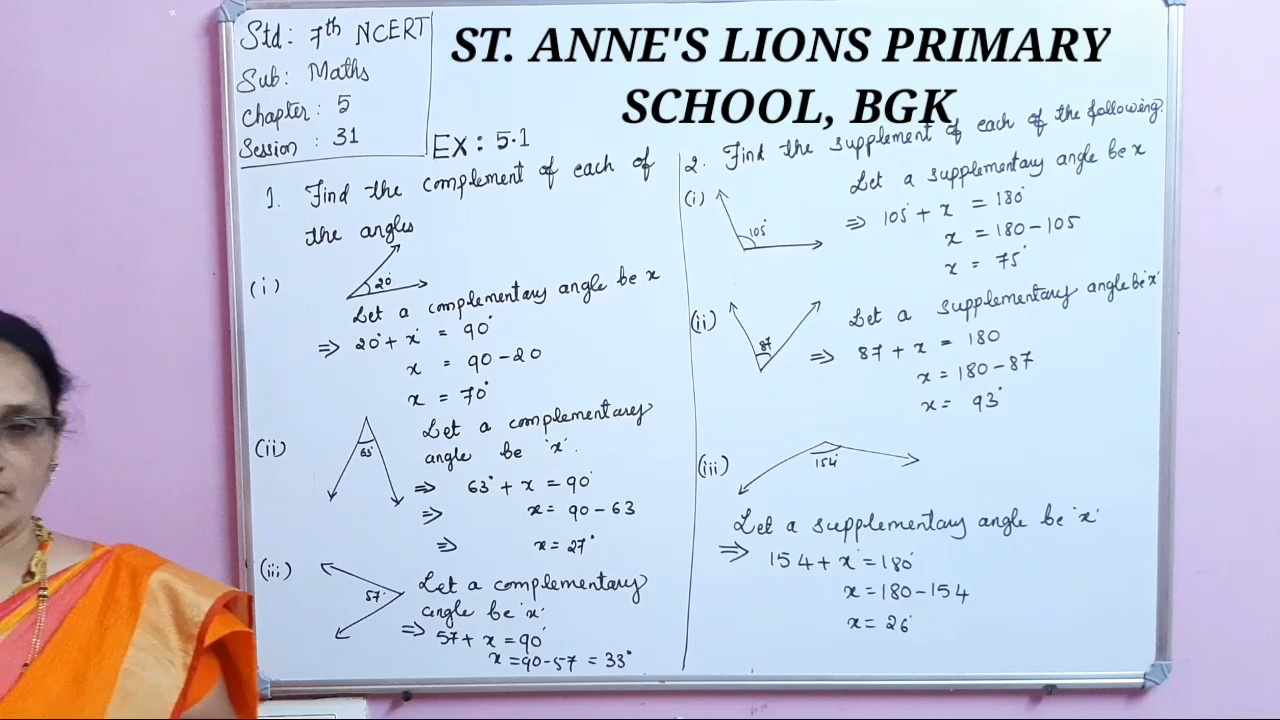 Std: 7th NCERT
Sub: Maths
Chapter: 5
Session: 31
ST. ANNE'S LIONS PRIMARY
SCHOOL, BGK
Ex: 5.1
1. Find the complement of each of
the angles
(i)
20°
Let a complementary angle be x
⇒ 20° + x° = 90°
x = 90 - 20
x = 70°
(ii)
63°
Let a complementary
angle be 'x'.
⇒ 63° + x = 90°
⇒ x = 90 - 63
⇒ x = 27°
(iii)
57°
Let a complementary
angle be 'x'
⇒ 57 + x = 90°
x = 90 - 57 = 33°
2. Find the supplement of each of the following.
(i)
105°
Let a supplementary angle be x
⇒ 105° + x = 180°
x = 180 - 105
x = 75°
(ii)
87
Let a supplementary angle be 'x'
⇒ 87 + x = 180
x = 180 - 87
x = 93°
(iii)
154°
Let a supplementary angle be 'x'
⇒ 154 + x° = 180°
x = 180 - 154
x = 26°